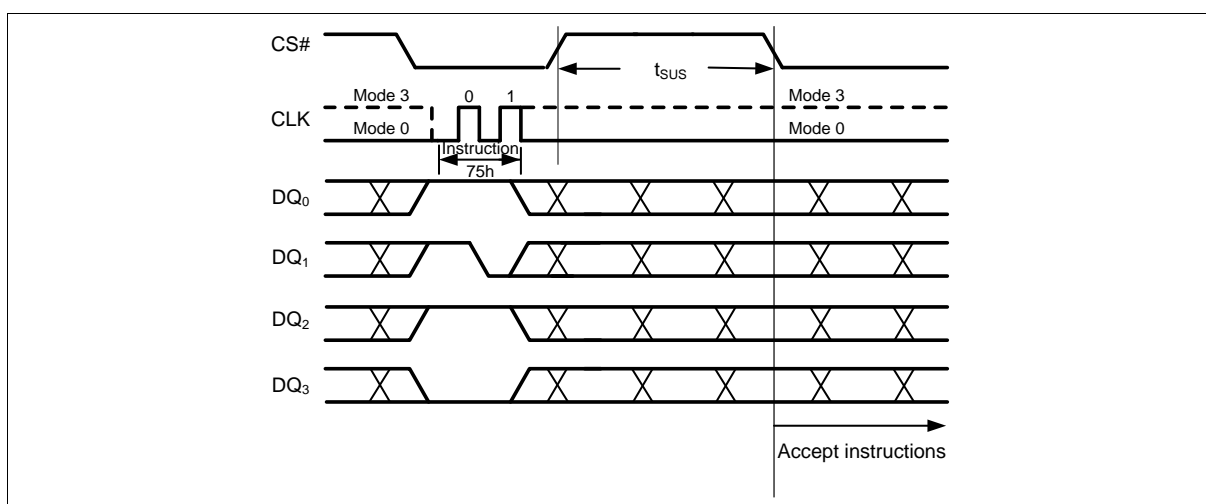 CS#
tSUS
Mode 3 0 1 Mode 3
CLK
Mode 0 Mode 0
Instruction
75h
DQ0
DQ1
DQ2
DQ3
Accept instructions